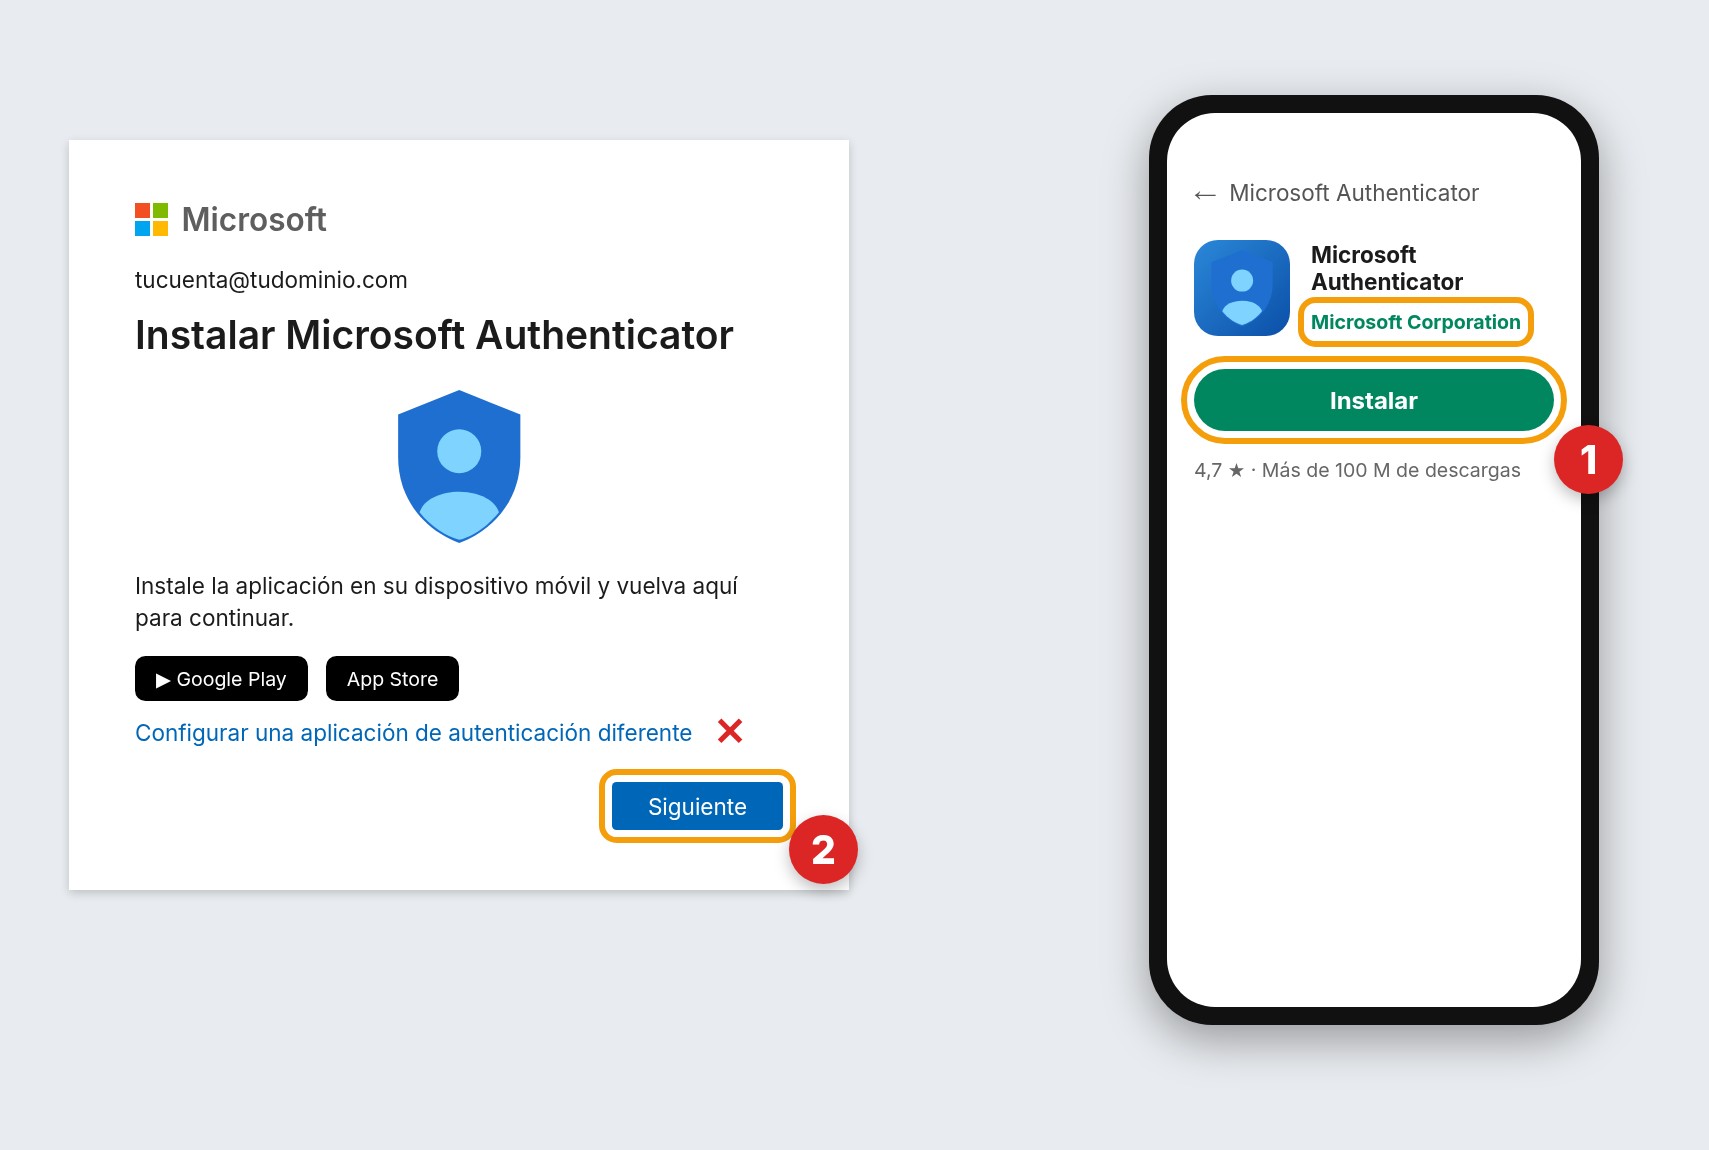 Microsoft
tucuenta@tudominio.com
Instalar Microsoft Authenticator
Instale la aplicación en su dispositivo móvil y vuelva aquí
para continuar.
▶ Google Play
App Store
Configurar una aplicación de autenticación diferente ✕
Siguiente
2
← Microsoft Authenticator
Microsoft
Authenticator
Microsoft Corporation
Instalar
1
4,7 ★ · Más de 100 M de descargas